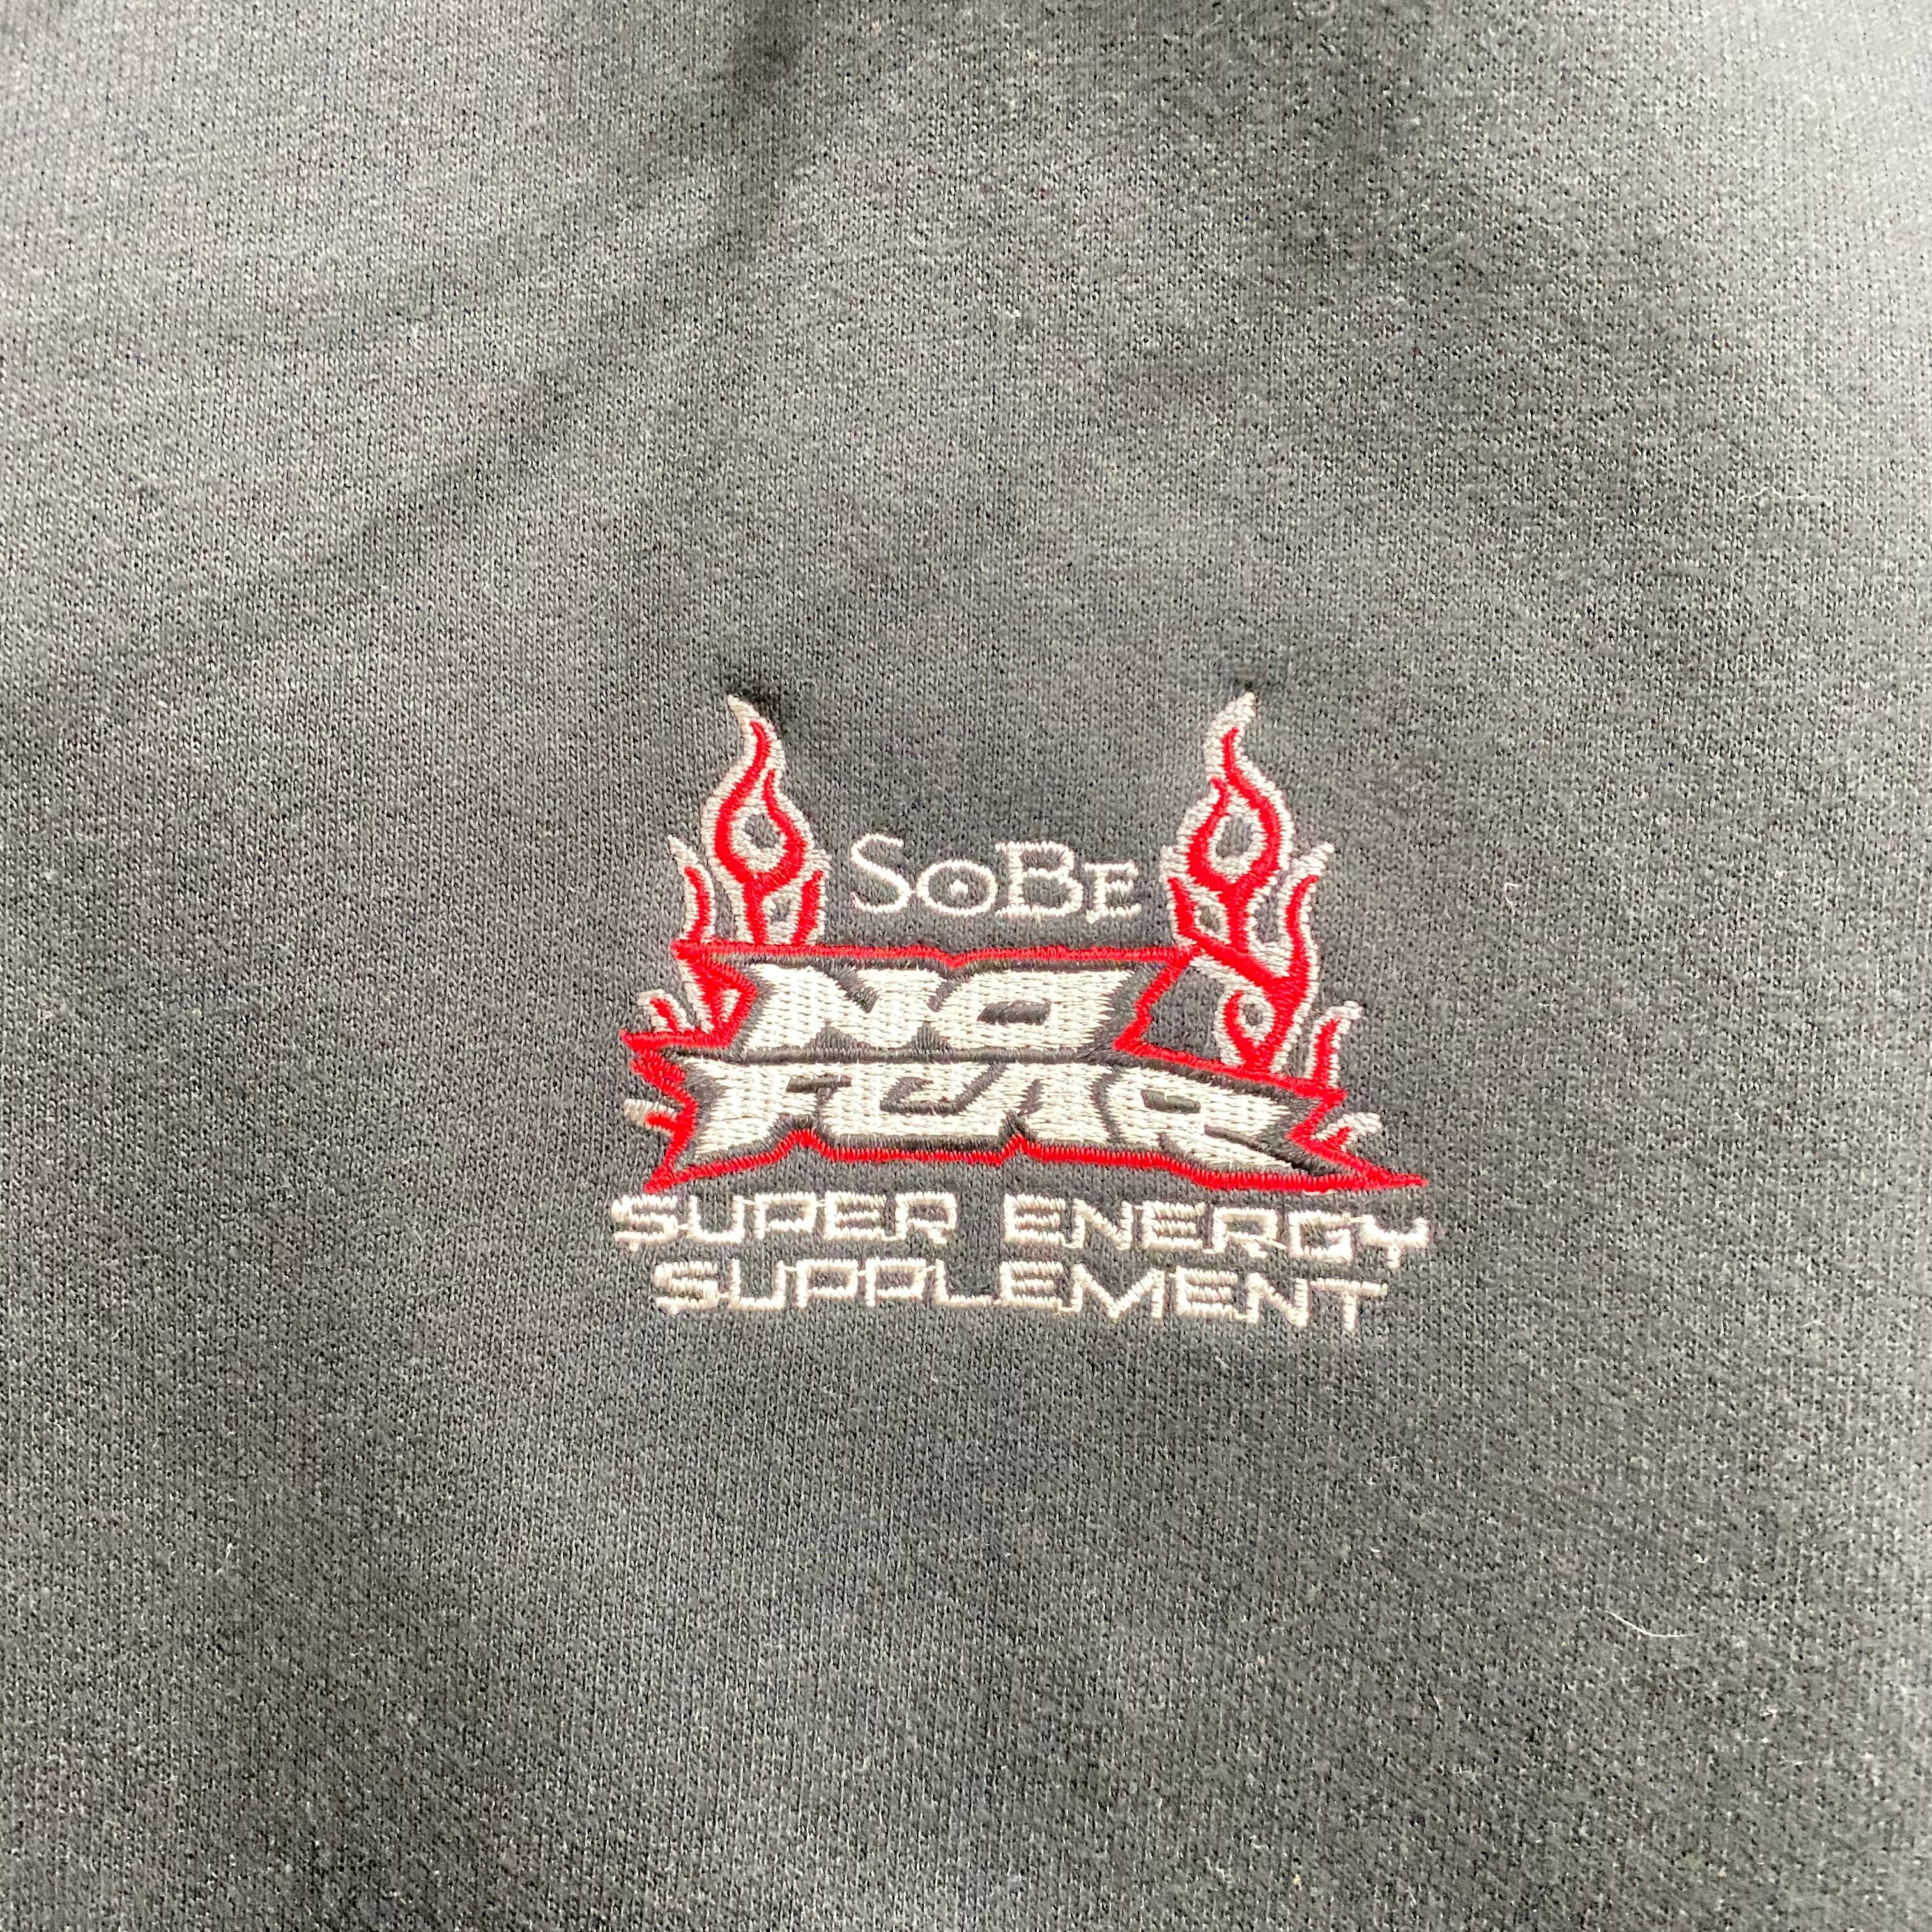 SoBe
NO
FEAR
SUPER ENERGY
SUPPLEMENT